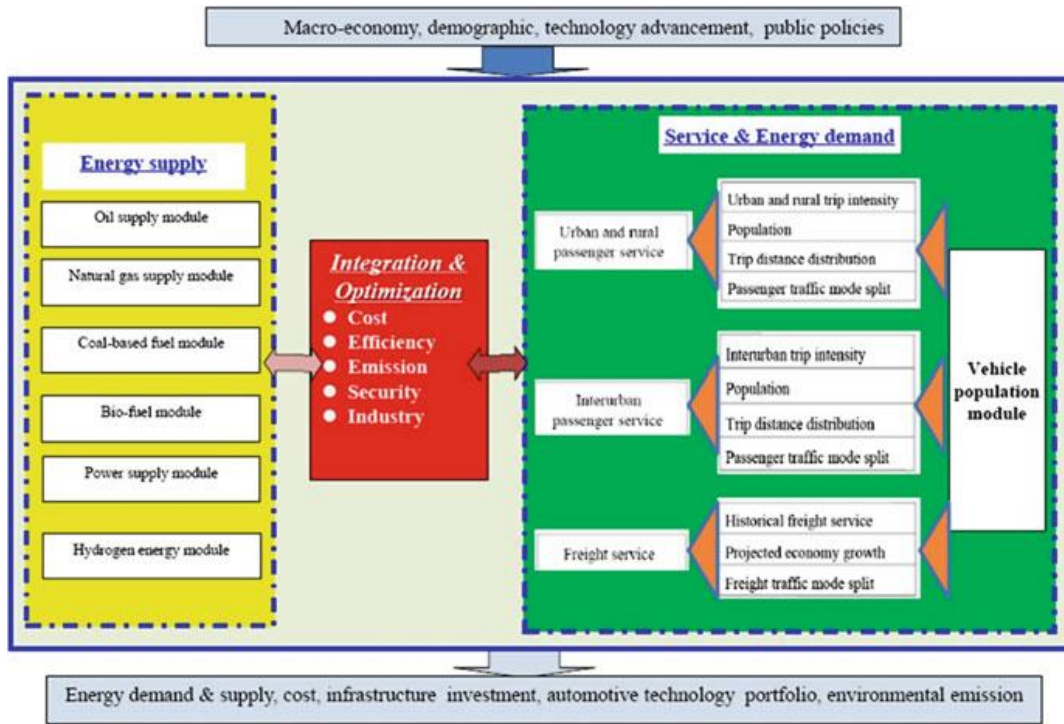 Macro-economy, demographic, technology advancement, public policies
Energy supply
Oil supply module
Natural gas supply module
Coal-based fuel module
Bio-fuel module
Power supply module
Hydrogen energy module
Integration &
Optimization
● Cost
● Efficiency
● Emission
● Security
● Industry
Service & Energy demand
Urban and rural
passenger service
Urban and rural trip intensity
Population
Trip distance distribution
Passenger traffic mode split
Interurban
passenger service
Interurban trip intensity
Population
Trip distance distribution
Passenger traffic mode split
Freight service
Historical freight service
Projected economy growth
Freight traffic mode split
Vehicle
population
module
Energy demand & supply, cost, infrastructure investment, automotive technology portfolio, environmental emission